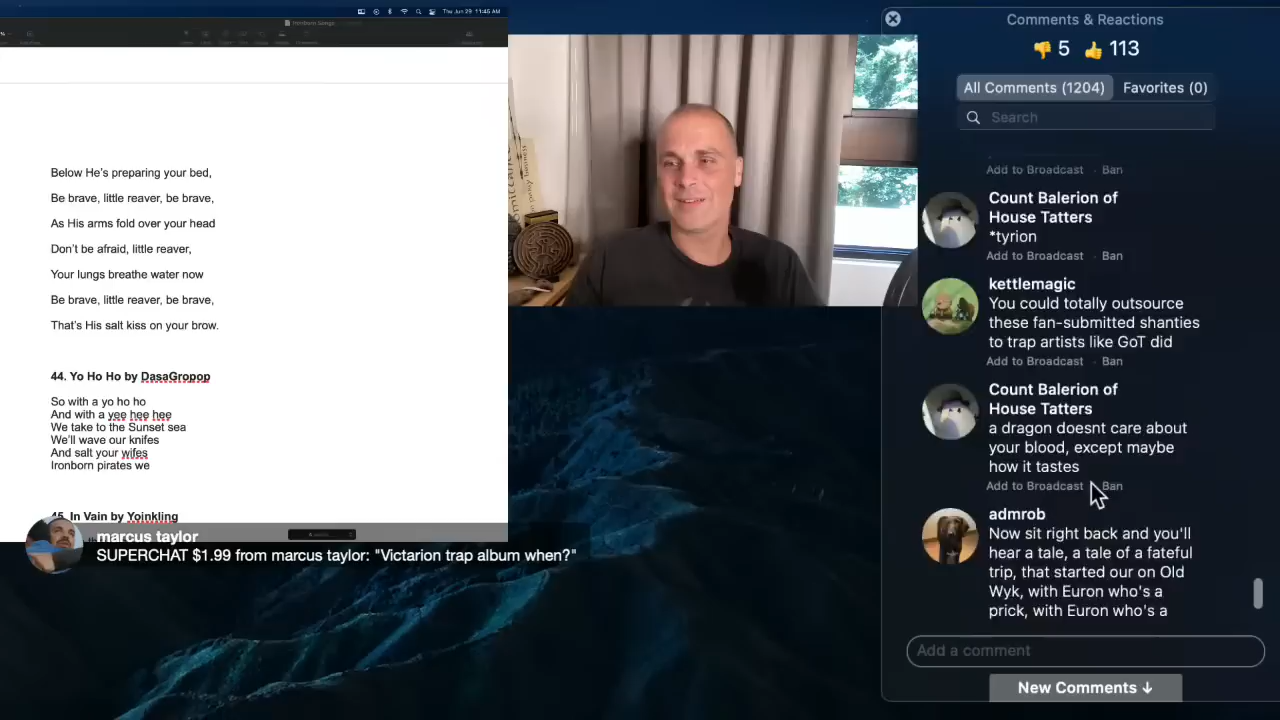 Thu Jun 29 11:45 AM
Ironborn Songs
Below He's preparing your bed,
Be brave, little reaver, be brave,
As His arms fold over your head
Don't be afraid, little reaver,
Your lungs breathe water now
Be brave, little reaver, be brave,
That's His salt kiss on your brow.
44. Yo Ho Ho by DasaGropop
So with a yo ho ho
And with a yee hee hee
We take to the Sunset sea
We'll wave our knifes
And salt your wifes
Ironborn pirates we
45. In Vain by Yoinkling
marcus taylor
SUPERCHAT $1.99 from marcus taylor: "Victarion trap album when?"
Comments & Reactions
👎 5 👍 113
All Comments (1204) Favorites (0)
Search
Add to Broadcast · Ban
Count Balerion of
House Tatters
*tyrion
Add to Broadcast · Ban
kettlemagic
You could totally outsource
these fan-submitted shanties
to trap artists like GoT did
Add to Broadcast · Ban
Count Balerion of
House Tatters
a dragon doesnt care about
your blood, except maybe
how it tastes
Add to Broadcast Ban
admrob
Now sit right back and you'll
hear a tale, a tale of a fateful
trip, that started our on Old
Wyk, with Euron who's a
prick, with Euron who's a
Add a comment
New Comments ↓